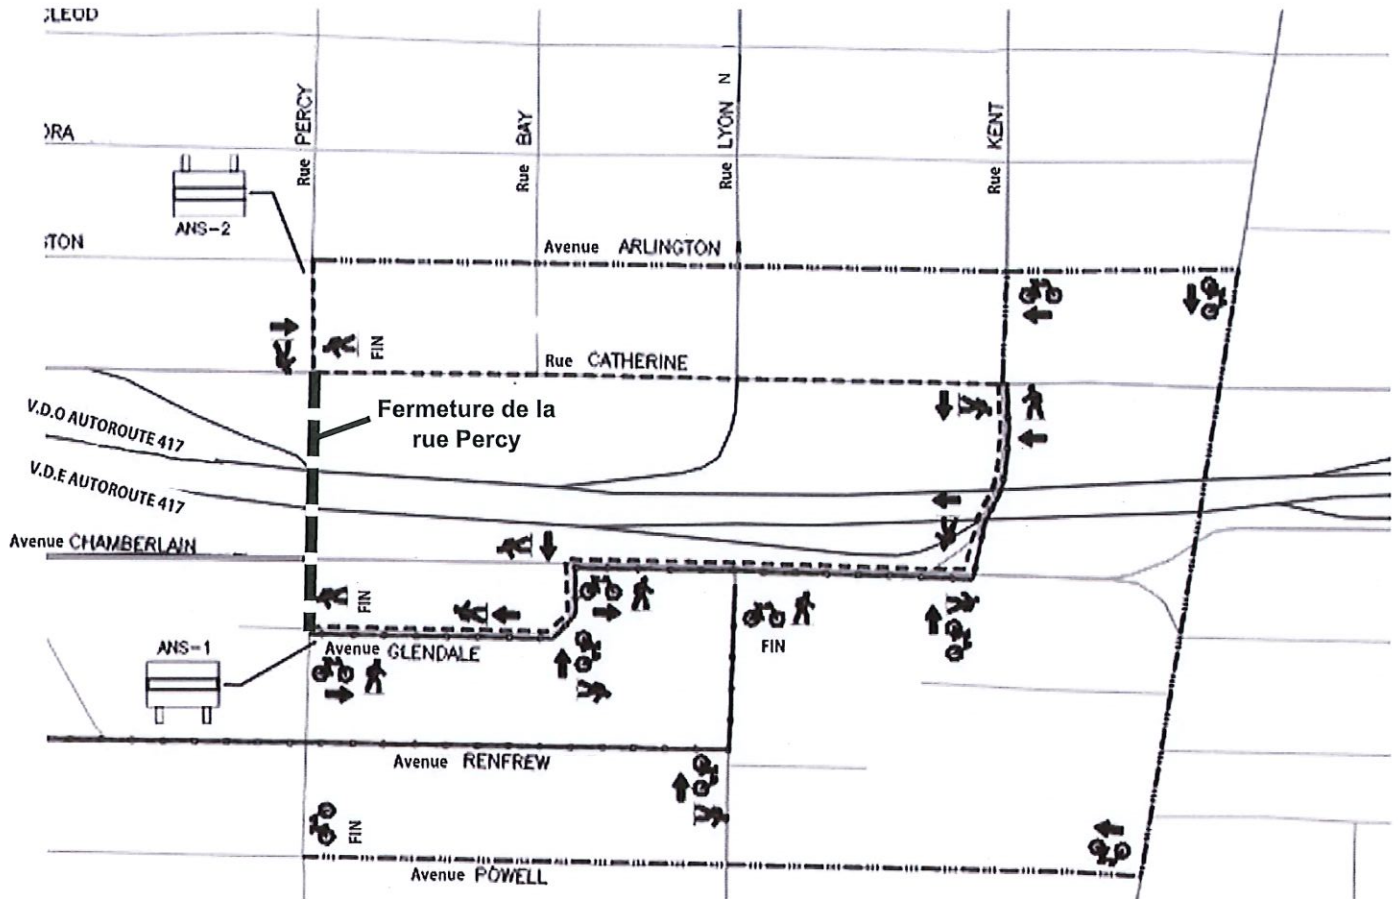 CLEOD
Rue PERCY
Rue BAY
Rue LYON N
Rue KENT
ORA
ANS-2
STON
Avenue ARLINGTON
FIN
Rue CATHERINE
Fermeture de la
rue Percy
V.D.O AUTOROUTE 417
V.D.E AUTOROUTE 417
Avenue CHAMBERLAIN
FIN
FIN
ANS-1
Avenue GLENDALE
Avenue RENFREW
FIN
Avenue POWELL